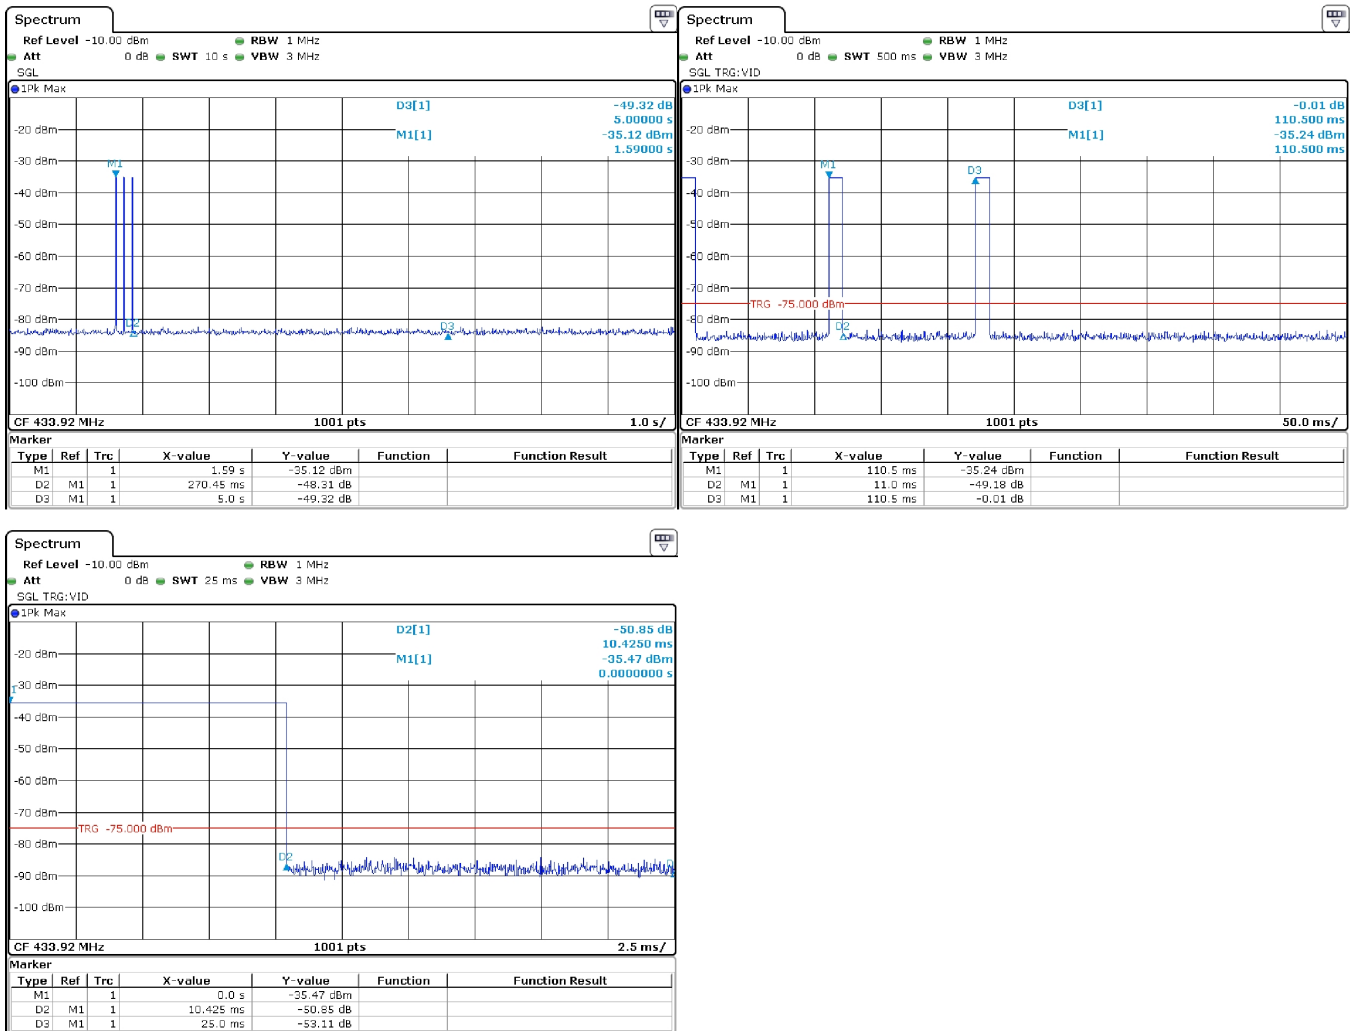 Spectrum
Ref Level -10.00 dBm RBW 1 MHz
Att 0 dB SWT 10 s VBW 3 MHz
SGL
1Pk Max
D3[1] -49.32 dB
5.00000 s
M1[1] -35.12 dBm
1.59000 s
-20 dBm
-30 dBm
M1
-40 dBm
-50 dBm
-60 dBm
-70 dBm
-80 dBm
D2
D3
-90 dBm
-100 dBm
CF 433.92 MHz 1001 pts 1.0 s/
Marker
Type Ref Trc X-value Y-value Function Function Result
M1 1 1.59 s -35.12 dBm
D2 M1 1 270.45 ms -48.31 dB
D3 M1 1 5.0 s -49.32 dB
Spectrum
Ref Level -10.00 dBm RBW 1 MHz
Att 0 dB SWT 500 ms VBW 3 MHz
SGL TRG:VID
1Pk Max
D3[1] -0.01 dB
110.500 ms
M1[1] -35.24 dBm
110.500 ms
-20 dBm
-30 dBm
M1
D3
-40 dBm
-50 dBm
-60 dBm
-70 dBm
TRG -75.000 dBm
-80 dBm
D2
-90 dBm
-100 dBm
CF 433.92 MHz 1001 pts 50.0 ms/
Marker
Type Ref Trc X-value Y-value Function Function Result
M1 1 110.5 ms -35.24 dBm
D2 M1 1 11.0 ms -49.18 dB
D3 M1 1 110.5 ms -0.01 dB
Spectrum
Ref Level -10.00 dBm RBW 1 MHz
Att 0 dB SWT 25 ms VBW 3 MHz
SGL TRG:VID
1Pk Max
D2[1] -50.85 dB
10.4250 ms
M1[1] -35.47 dBm
0.0000000 s
-20 dBm
-30 dBm
-40 dBm
-50 dBm
-60 dBm
-70 dBm
TRG -75.000 dBm
-80 dBm
D2
-90 dBm
-100 dBm
CF 433.92 MHz 1001 pts 2.5 ms/
Marker
Type Ref Trc X-value Y-value Function Function Result
M1 1 0.0 s -35.47 dBm
D2 M1 1 10.425 ms -50.85 dB
D3 M1 1 25.0 ms -53.11 dB